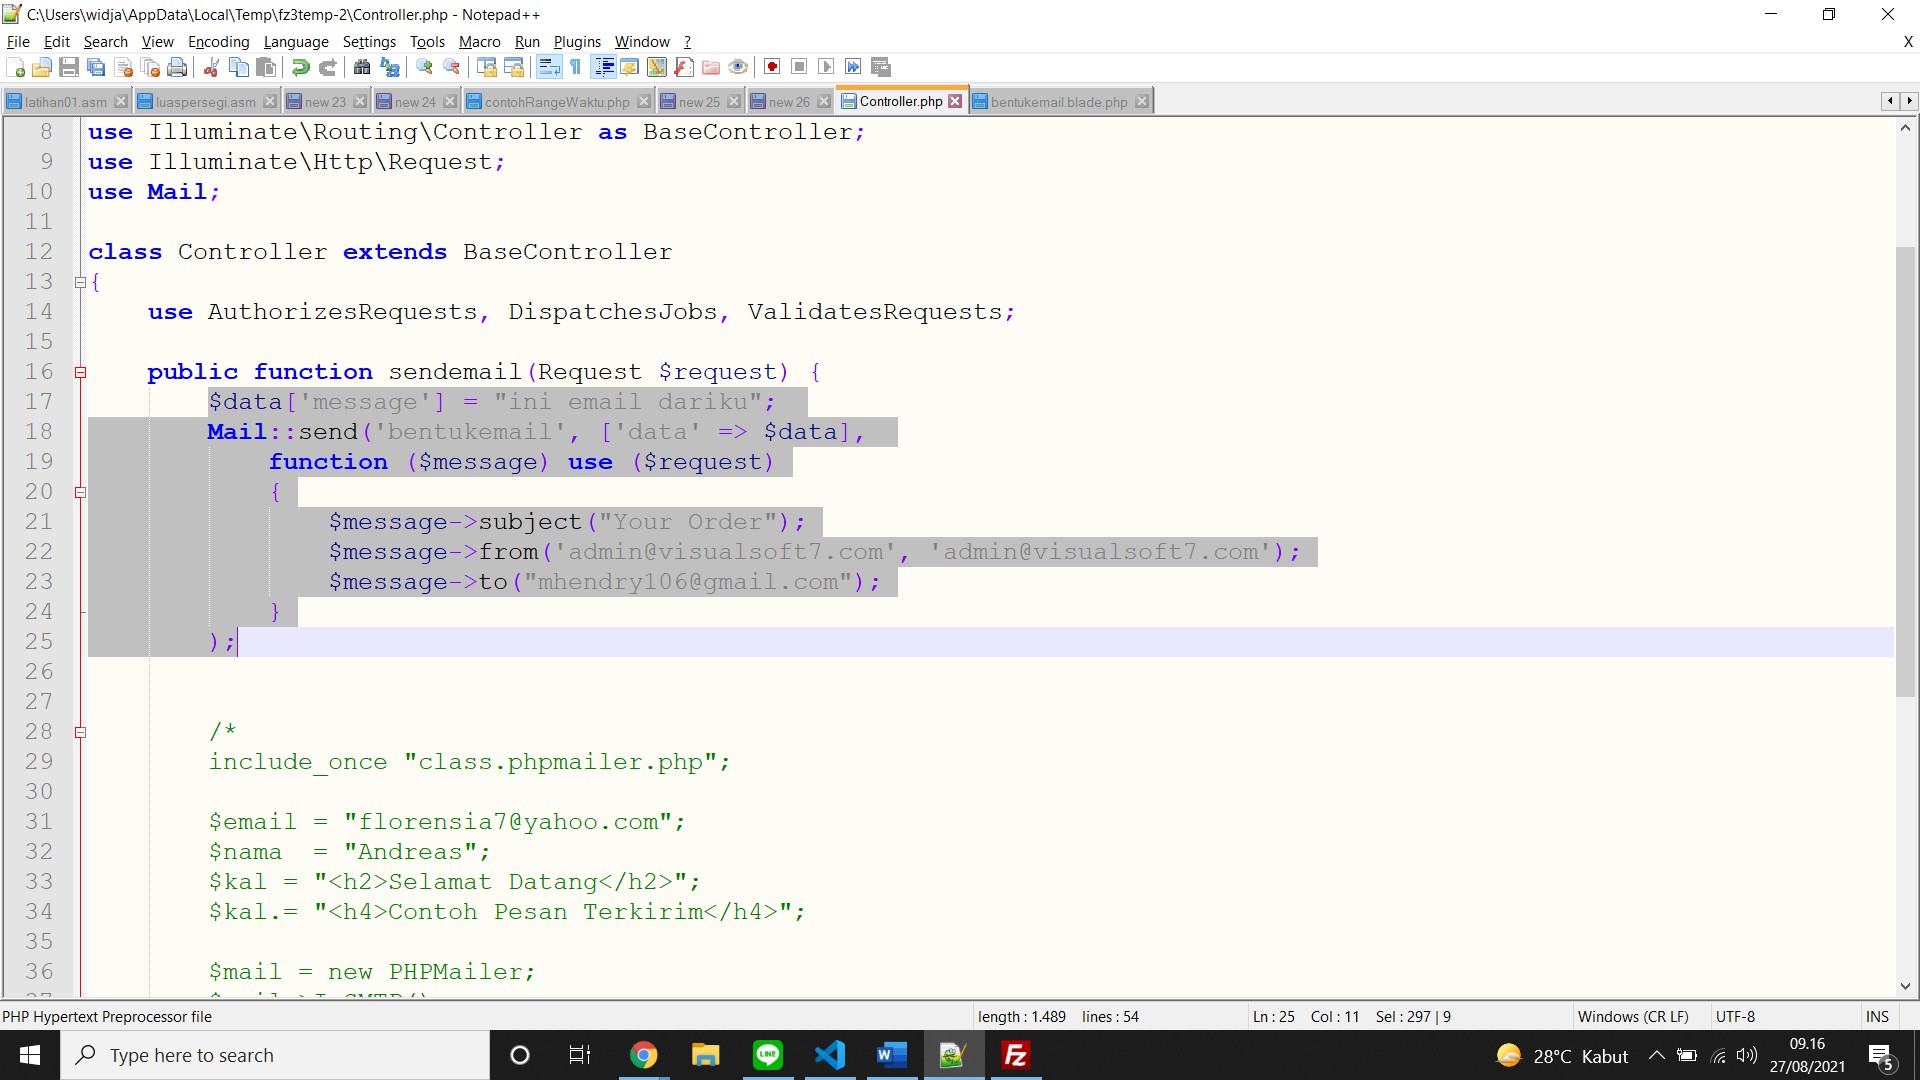 C:\Users\widja\AppData\Local\Temp\fz3temp-2\Controller.php - Notepad++
File Edit Search View Encoding Language Settings Tools Macro Run Plugins Window ? X
latihan01.asm luaspersegi.asm new 23 new 24 contohRangeWaktu.php new 25 new 26 Controller.php bentukemail.blade.php
8 use Illuminate\Routing\Controller as BaseController;
9 use Illuminate\Http\Request;
10 use Mail;
11
12 class Controller extends BaseController
13 {
14 use AuthorizesRequests, DispatchesJobs, ValidatesRequests;
15
16 public function sendemail(Request $request) {
17 $data['message'] = "ini email dariku";
18 Mail::send('bentukemail', ['data' => $data],
19 function ($message) use ($request)
20 {
21 $message->subject("Your Order");
22 $message->from('admin@visualsoft7.com', 'admin@visualsoft7.com');
23 $message->to("mhendry106@gmail.com");
24 }
25 );
26
27
28 /*
29 include_once "class.phpmailer.php";
30
31 $email = "florensia7@yahoo.com";
32 $nama = "Andreas";
33 $kal = "<h2>Selamat Datang</h2>";
34 $kal.= "<h4>Contoh Pesan Terkirim</h4>";
35
36 $mail = new PHPMailer;
PHP Hypertext Preprocessor file length : 1.489 lines : 54 Ln : 25 Col : 11 Sel : 297 | 9 Windows (CR LF) UTF-8 INS
Type here to search 28°C Kabut 09.16
27/08/2021 5